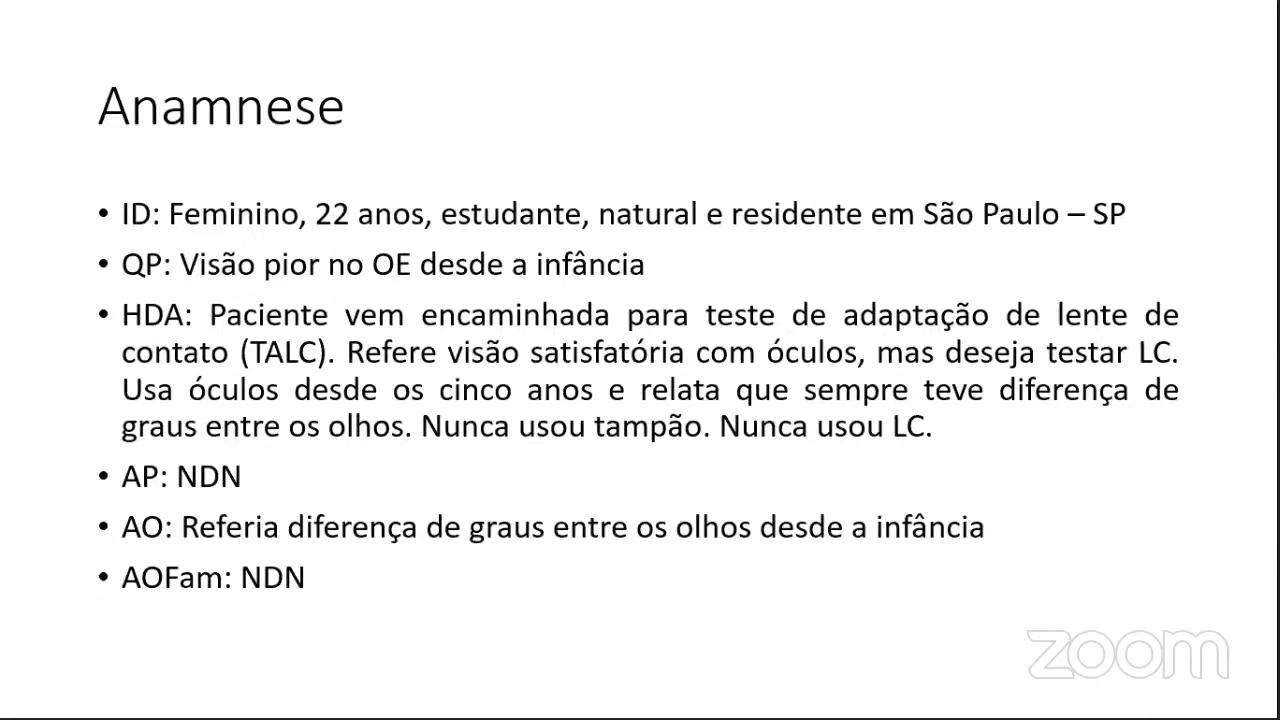 Anamnese
• ID: Feminino, 22 anos, estudante, natural e residente em São Paulo – SP
• QP: Visão pior no OE desde a infância
• HDA: Paciente vem encaminhada para teste de adaptação de lente de
contato (TALC). Refere visão satisfatória com óculos, mas deseja testar LC.
Usa óculos desde os cinco anos e relata que sempre teve diferença de
graus entre os olhos. Nunca usou tampão. Nunca usou LC.
• AP: NDN
• AO: Referia diferença de graus entre os olhos desde a infância
• AOFam: NDN
zoom